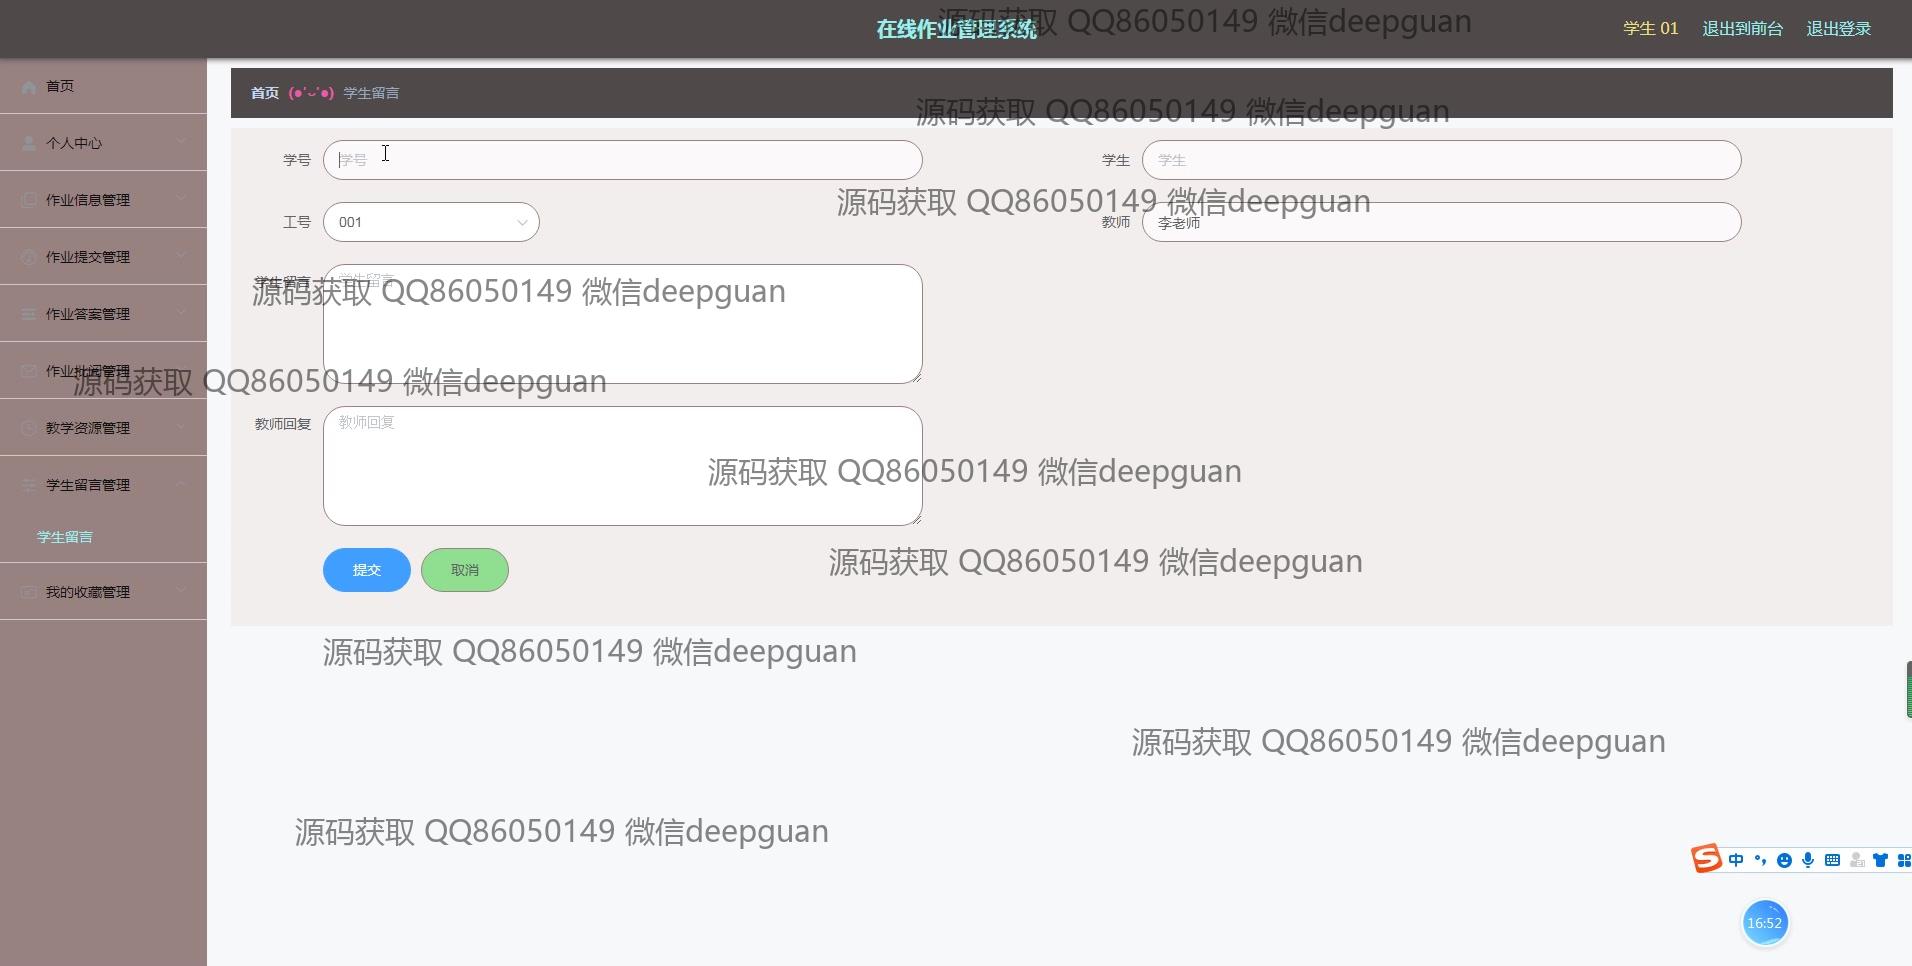 在线作业管理系统
源码获取 QQ86050149 微信deepguan
学生 01
退出到前台
退出登录
首页
个人中心
作业信息管理
作业提交管理
作业答案管理
作业批阅管理
教学资源管理
学生留言管理
学生留言
我的收藏管理
首页 (●'◡'●) 学生留言
源码获取 QQ86050149 微信deepguan
学号 学号
学生 学生
源码获取 QQ86050149 微信deepguan
工号 001
教师 李老师
学生留言 学生留言
源码获取 QQ86050149 微信deepguan
源码获取 QQ86050149 微信deepguan
教师回复 教师回复
源码获取 QQ86050149 微信deepguan
提交
取消
源码获取 QQ86050149 微信deepguan
源码获取 QQ86050149 微信deepguan
源码获取 QQ86050149 微信deepguan
源码获取 QQ86050149 微信deepguan
S 中
16:52